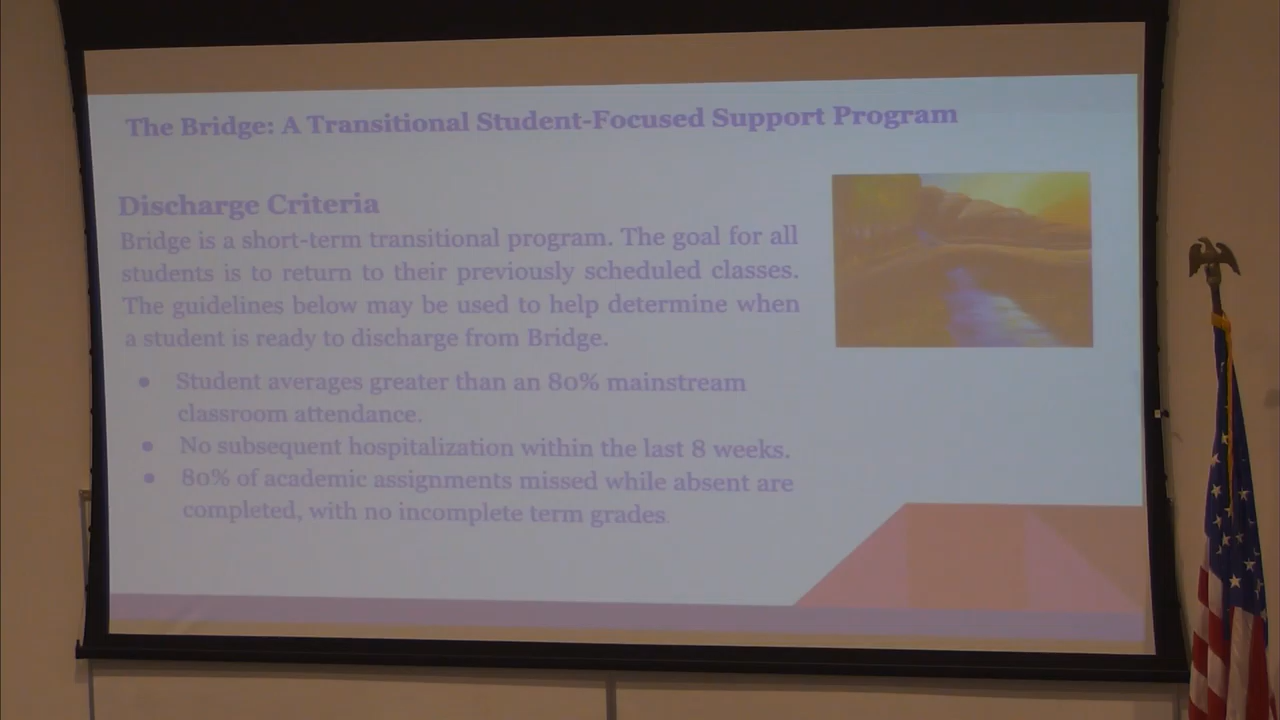 The Bridge: A Transitional Student-Focused Support Program
Discharge Criteria
Bridge is a short-term transitional program. The goal for all
students is to return to their previously scheduled classes.
The guidelines below may be used to help determine when
a student is ready to discharge from Bridge.
● Student averages greater than an 80% mainstream
classroom attendance.
● No subsequent hospitalization within the last 8 weeks.
● 80% of academic assignments missed while absent are
completed, with no incomplete term grades.